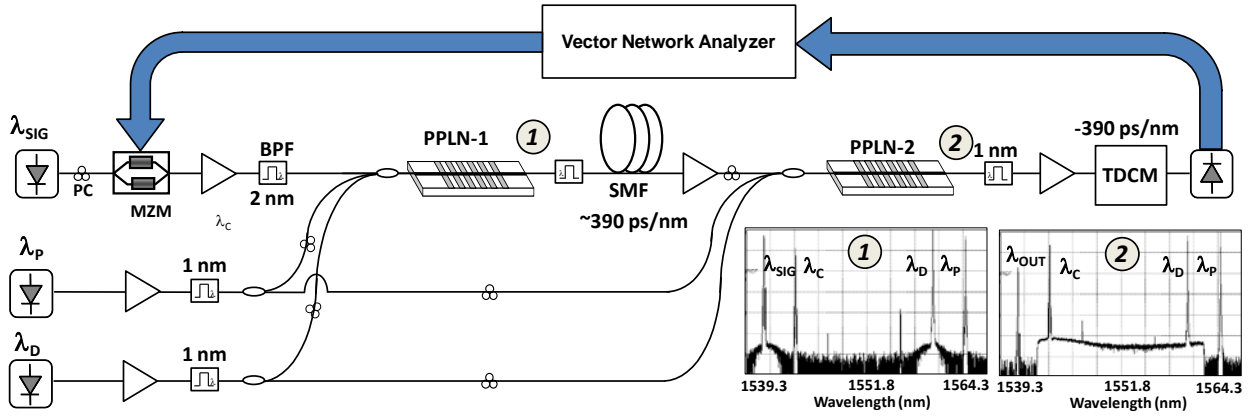 Vector Network Analyzer
λSIG
PC
MZM
BPF
2 nm
λC
PPLN-1
1
SMF
~390 ps/nm
PPLN-2
2
1 nm
-390 ps/nm
TDCM
λP
1 nm
λD
1 nm
1
λSIG
λC
λD
λP
1539.3
1551.8
1564.3
Wavelength (nm)
2
λOUT
λC
λD
λP
1539.3
1551.8
1564.3
Wavelength (nm)